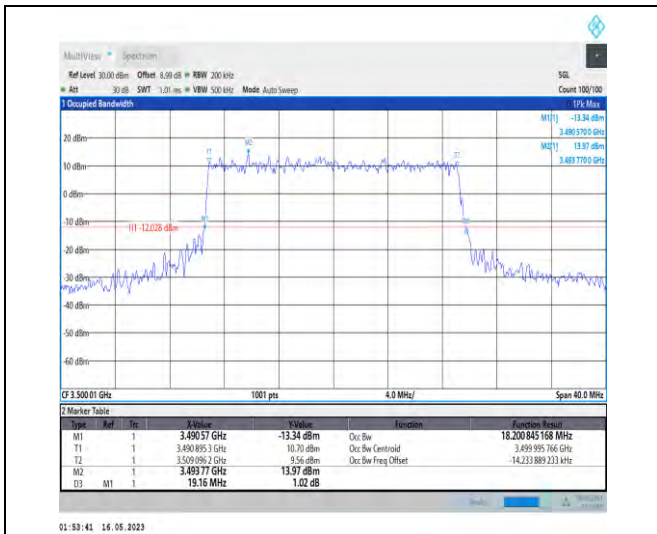 MultiView Spectrum
Ref Level 30.00 dBm Offset 8.99 dB RBW 200 kHz SGL
Att 30 dB SWT 1.01 ms VBW 500 kHz Mode Auto Sweep Count 100/100
1 Occupied Bandwidth 1Pk Max
M1[1] -13.34 dBm
3.490 5700 GHz
M2[1] 13.97 dBm
3.493 7700 GHz
20 dBm
M2
T1
T2
10 dBm
0 dBm
-10 dBm
M1
H1 -12.028 dBm
-20 dBm
-30 dBm
-40 dBm
-50 dBm
-60 dBm
CF 3.500 01 GHz 1001 pts 4.0 MHz/ Span 40.0 MHz
2 Marker Table
Type Ref Trc X-Value Y-Value Function Function Result
M1 1 3.490 57 GHz -13.34 dBm Occ Bw 18.200 845 168 MHz
T1 1 3.490 895 3 GHz 10.70 dBm Occ Bw Centroid 3.499 995 766 GHz
T2 1 3.509 096 2 GHz 9.56 dBm Occ Bw Freq Offset -14.233 889 233 kHz
M2 1 3.493 77 GHz 13.97 dBm
D3 M1 1 19.16 MHz 1.02 dB
01:53:41 16.05.2023